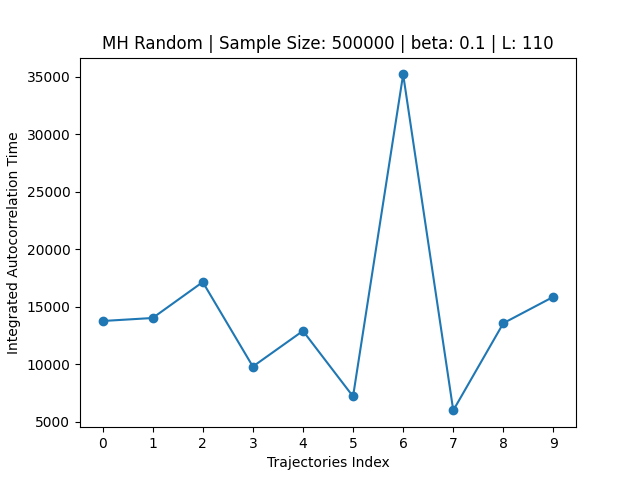 MH Random | Sample Size: 500000 | beta: 0.1 | L: 110
35000
30000
25000
20000
15000
10000
5000
Integrated Autocorrelation Time
0 1 2 3 4 5 6 7 8 9
Trajectories Index